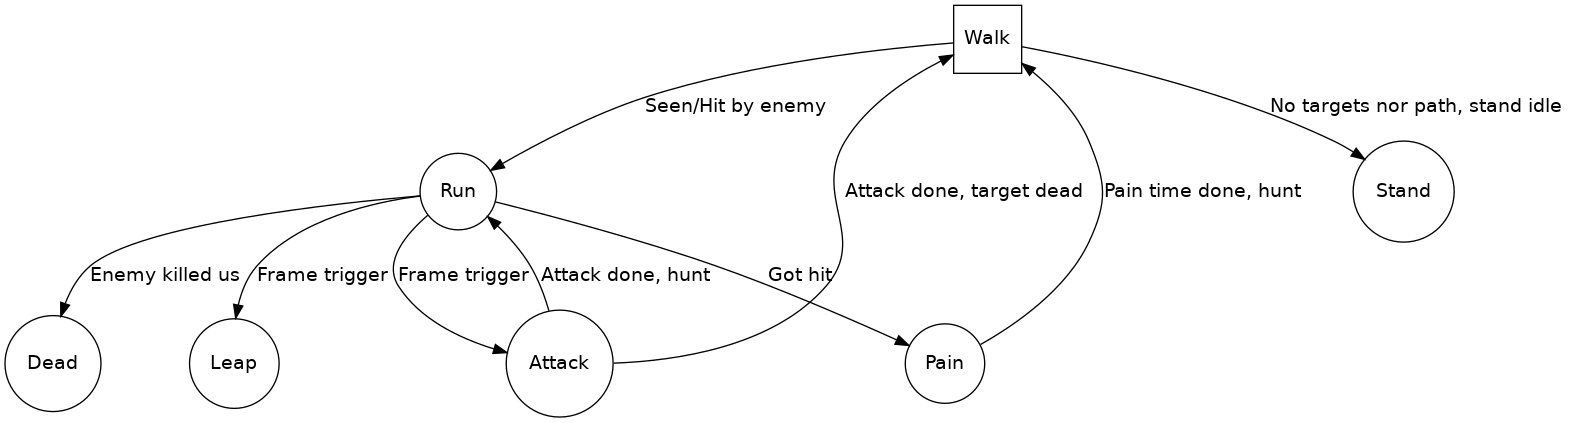 Walk
Seen/Hit by enemy
No targets nor path, stand idle
Run
Attack done, target dead
Pain time done, hunt
Stand
Enemy killed us
Frame trigger
Frame trigger
Attack done, hunt
Got hit
Dead
Leap
Attack
Pain